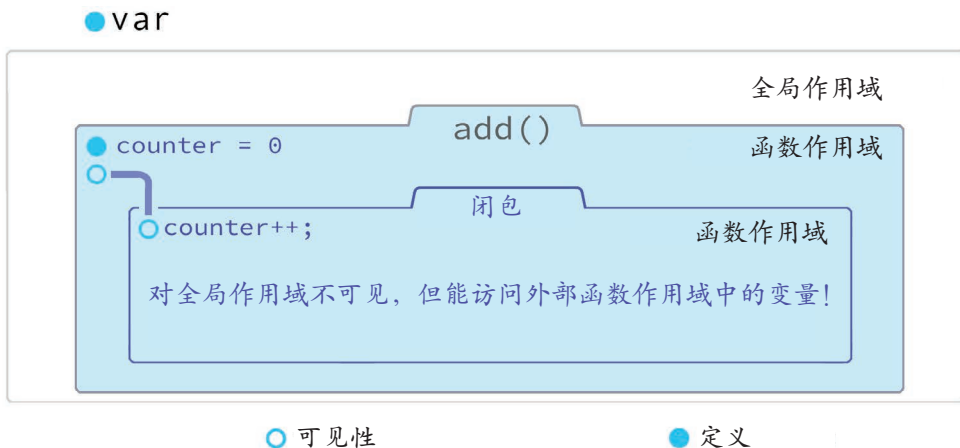 var
全局作用域
add()
counter = 0
函数作用域
闭包
counter++;
函数作用域
对全局作用域不可见，但能访问外部函数作用域中的变量！
可见性
定义